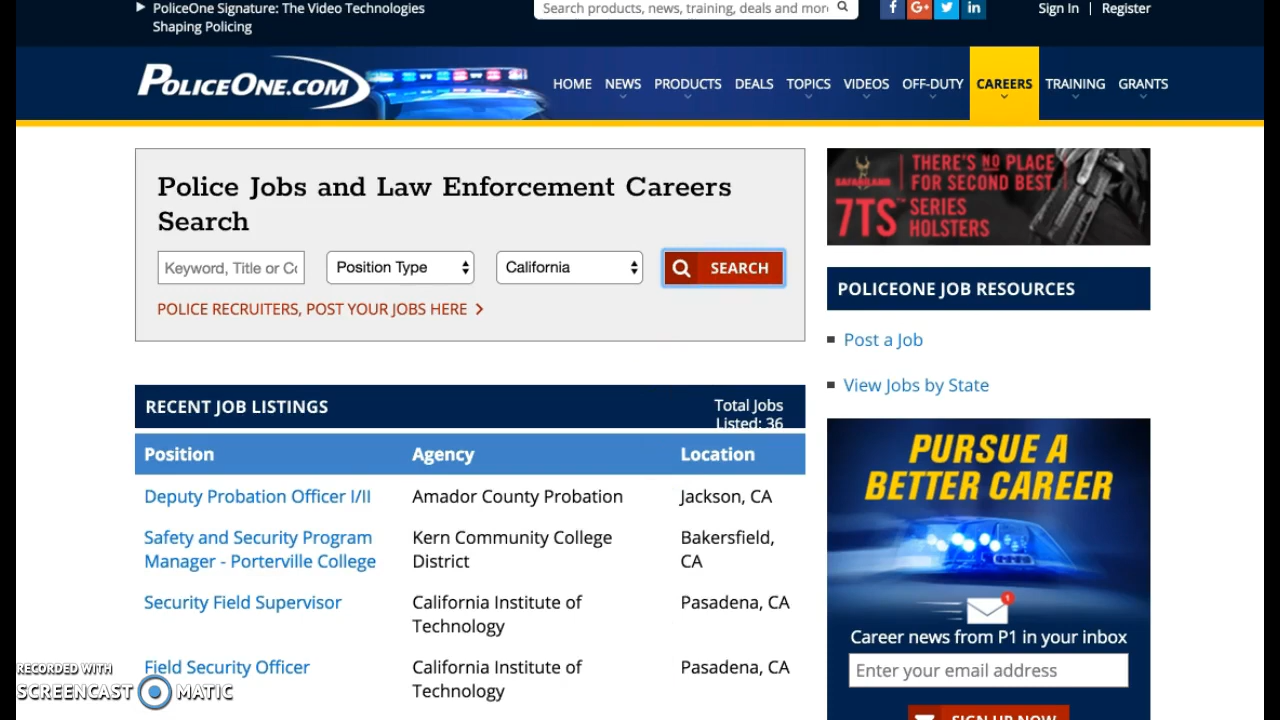 PoliceOne Signature: The Video Technologies
Shaping Policing
Search products, news, training, deals and more
Sign In | Register
POLICEONE.COM
HOME NEWS PRODUCTS DEALS TOPICS VIDEOS OFF-DUTY CAREERS TRAINING GRANTS
Police Jobs and Law Enforcement Careers
Search
Keyword, Title or Co
Position Type
California
SEARCH
POLICE RECRUITERS, POST YOUR JOBS HERE
SAFARILAND
THERE'S NO PLACE
FOR SECOND BEST
7TS™ SERIES
HOLSTERS
POLICEONE JOB RESOURCES
Post a Job
View Jobs by State
RECENT JOB LISTINGS
Total Jobs
Listed: 36
Position Agency Location
Deputy Probation Officer I/II Amador County Probation Jackson, CA
Safety and Security Program Kern Community College Bakersfield,
Manager - Porterville College District CA
Security Field Supervisor California Institute of Pasadena, CA
Technology
Field Security Officer California Institute of Pasadena, CA
Technology
PURSUE A
BETTER CAREER
1
Career news from P1 in your inbox
Enter your email address
SIGN UP NOW
RECORDED WITH
SCREENCAST MATIC